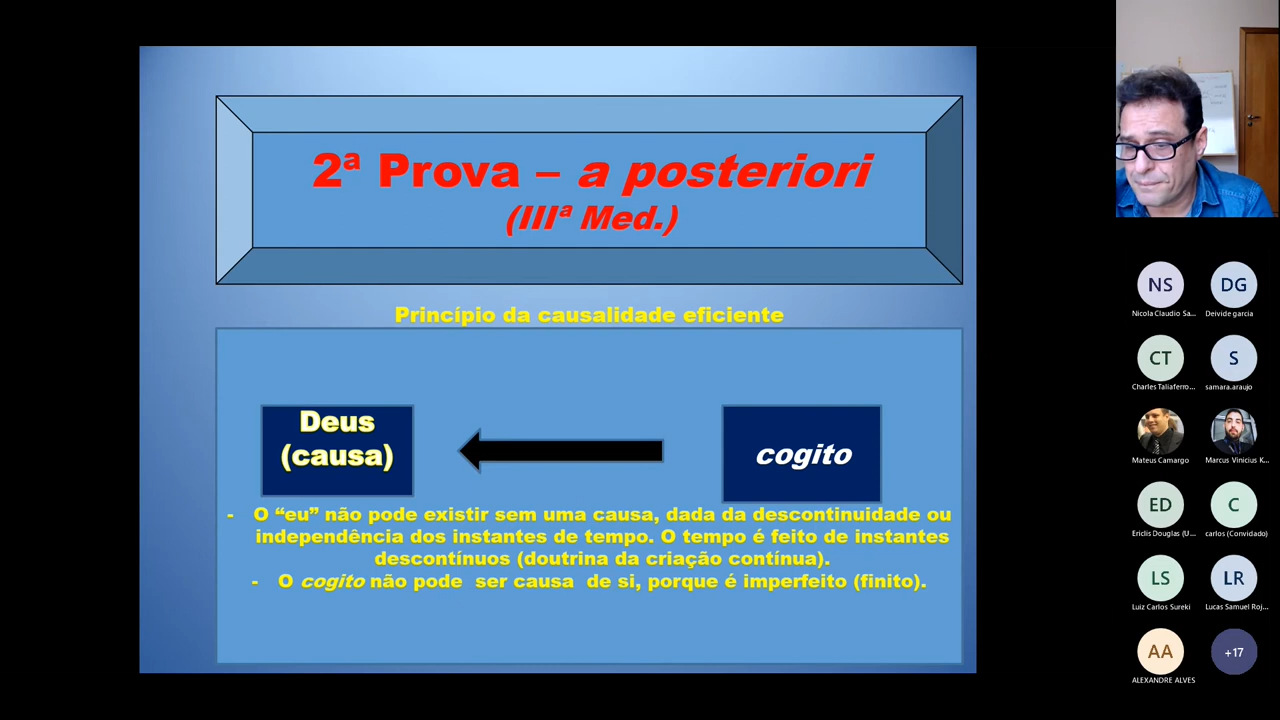 2ª Prova – a posteriori
(IIIª Med.)
Princípio da causalidade eficiente
Deus
(causa)
cogito
- O “eu” não pode existir sem uma causa, dada da descontinuidade ou
independência dos instantes de tempo. O tempo é feito de instantes
descontínuos (doutrina da criação contínua).
- O cogito não pode ser causa de si, porque é imperfeito (finito).
NS
DG
Nicola Claudio Sa...
Deivide garcia
CT
S
Charles Taliaferro...
samara.araujo
Mateus Camargo
Marcus Vinicius K...
ED
C
Ericlis Douglas (U...
carlos (Convidado)
LS
LR
Luiz Carlos Sureki
Lucas Samuel Roj...
AA
+17
ALEXANDRE ALVES